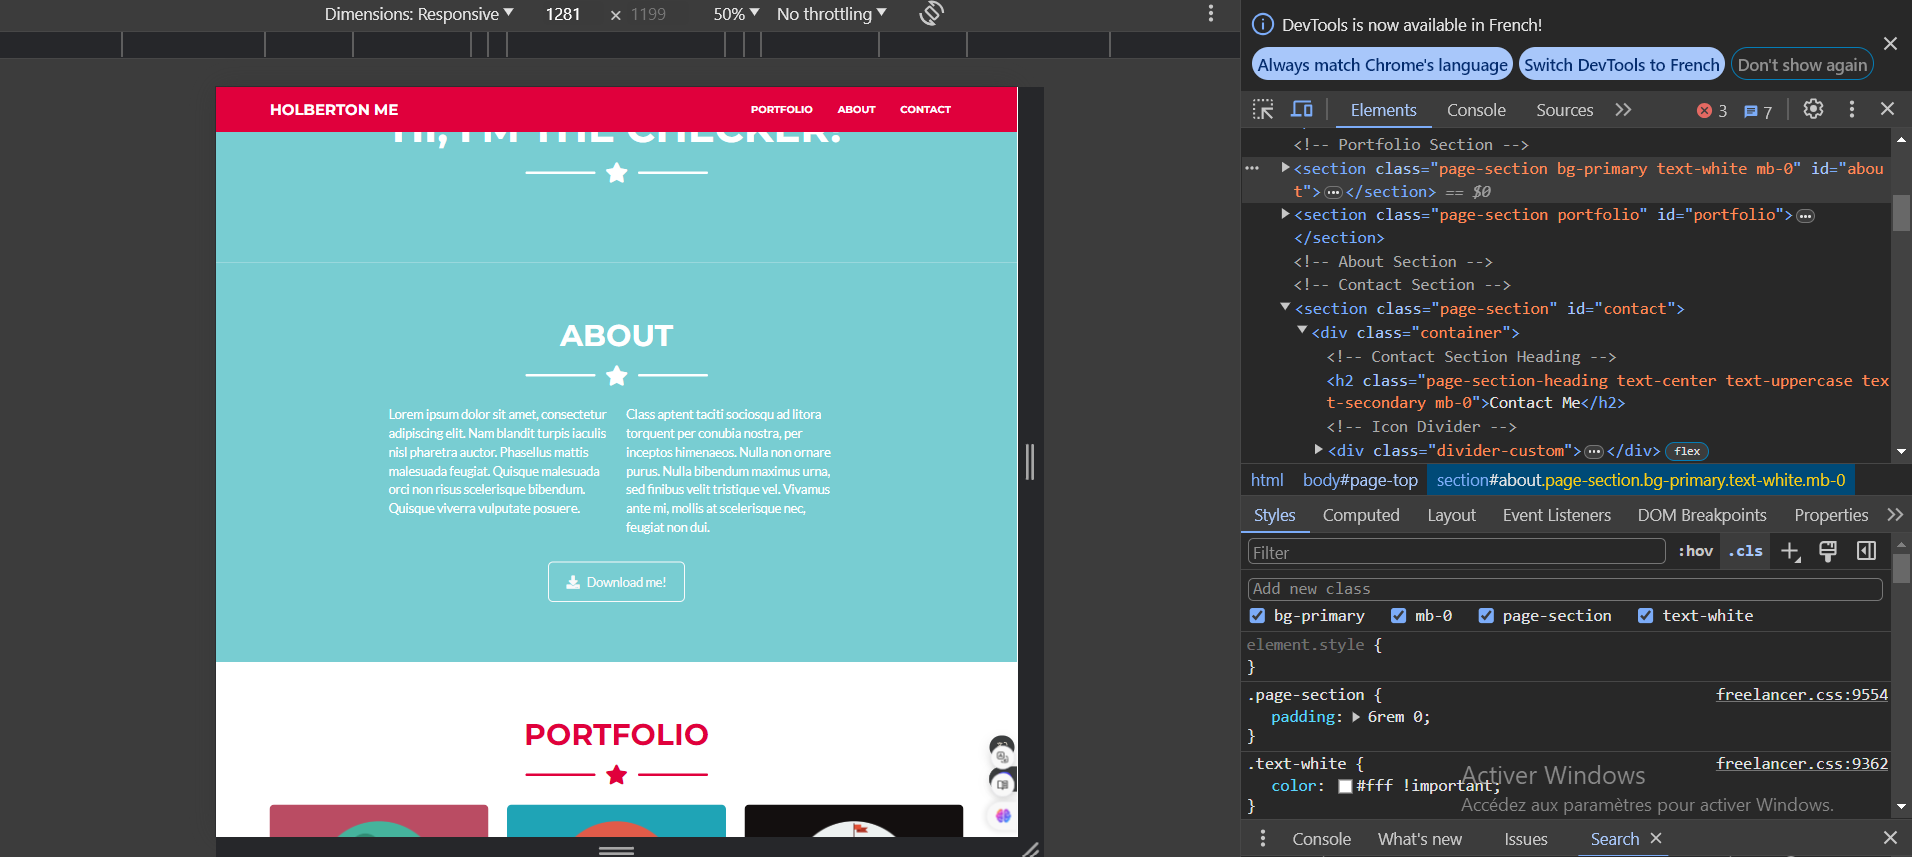 Dimensions: Responsive 1281 × 1199 50% No throttling
HOLBERTON ME PORTFOLIO ABOUT CONTACT
HI, I'M THE CHECKER!
ABOUT
Lorem ipsum dolor sit amet, consectetur
adipiscing elit. Nam blandit turpis iaculis
nisl pharetra auctor. Phasellus mattis
malesuada feugiat. Quisque malesuada
orci non risus scelerisque bibendum.
Quisque viverra vulputate posuere.
Class aptent taciti sociosqu ad litora
torquent per conubia nostra, per
inceptos himenaeos. Nulla non ornare
purus. Nulla bibendum maximus urna,
sed finibus velit tristique vel. Vivamus
ante mi, mollis at scelerisque nec,
feugiat non dui.
Download me!
PORTFOLIO
DevTools is now available in French!
Always match Chrome's language Switch DevTools to French Don't show again
Elements Console Sources 3 7
<!-- Portfolio Section -->
<section class="page-section bg-primary text-white mb-0" id="abou
t">…</section> == $0
<section class="page-section portfolio" id="portfolio">…
</section>
<!-- About Section -->
<!-- Contact Section -->
<section class="page-section" id="contact">
<div class="container">
<!-- Contact Section Heading -->
<h2 class="page-section-heading text-center text-uppercase tex
t-secondary mb-0">Contact Me</h2>
<!-- Icon Divider -->
<div class="divider-custom">…</div> flex
html body#page-top section#about.page-section.bg-primary.text-white.mb-0
Styles Computed Layout Event Listeners DOM Breakpoints Properties
Filter :hov .cls
Add new class
bg-primary mb-0 page-section text-white
element.style {
}
.page-section { freelancer.css:9554
padding: 6rem 0;
}
.text-white { freelancer.css:9362
color: #fff !important;
}
Activer Windows
Accédez aux paramètres pour activer Windows.
Console What's new Issues Search